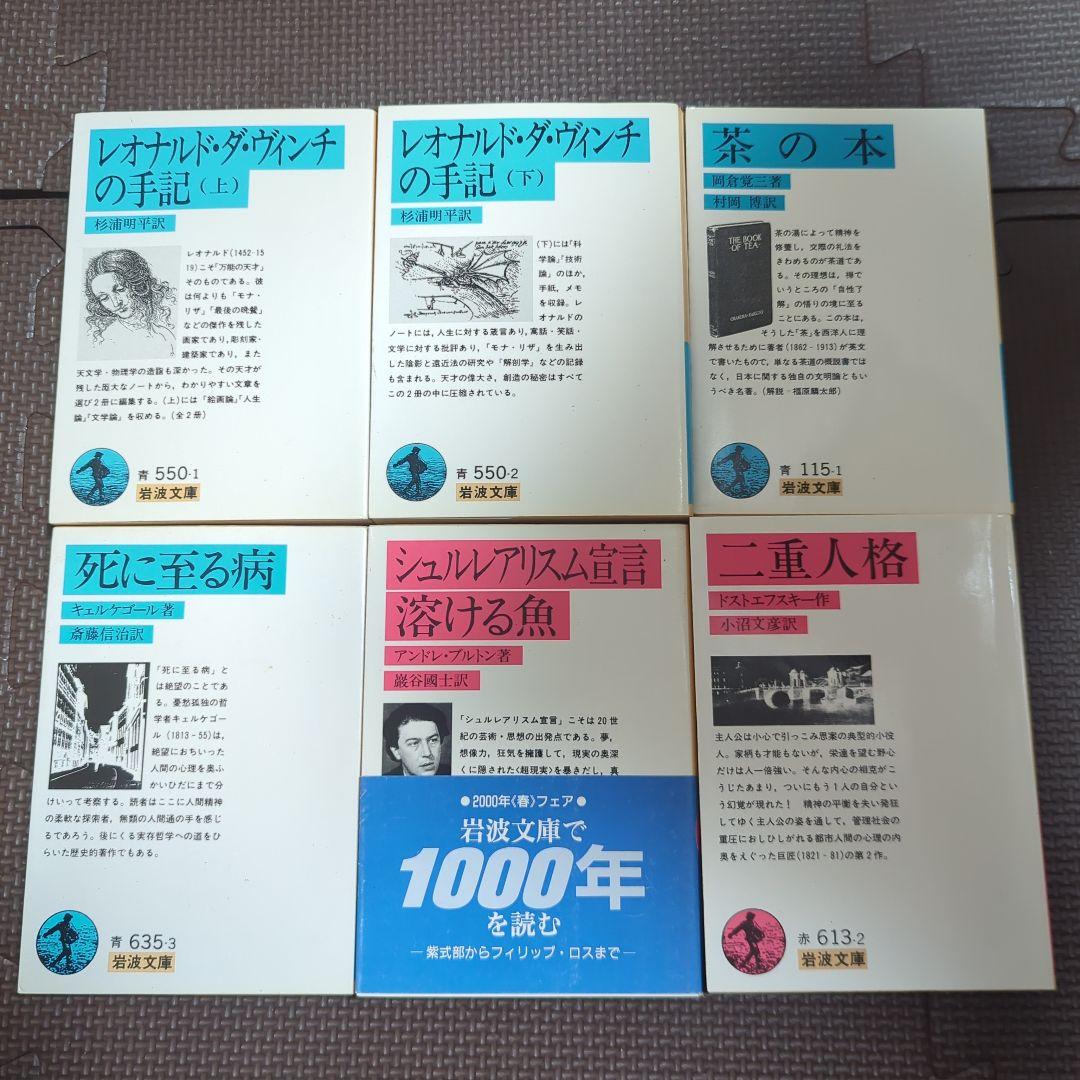 レオナルド・ダ・ヴィンチ
の手記（上）
杉浦明平訳
レオナルド(1452-15
19)こそ「万能の天才」
そのものである。彼
は何よりも「モナ・
リザ」「最後の晩餐」
などの傑作を残した
画家であり,彫刻家・
建築家であり，また
天文学・物理学の造詣も深かった。その天才が
残した厖大なノートから，わかりやすい文章を
選び2冊に編集する。(上)には「絵画論」「人生
論」「文学論」を収める。(全2冊)
青 550-1
岩波文庫
レオナルド・ダ・ヴィンチ
の手記（下）
杉浦明平訳
(下)には「科
学論」「技術
論」のほか，
手紙，メモ
を収録。レ
オナルドの
ノートには，人生に対する箴言あり，寓話・笑話・
文学に対する批評あり，「モナ・リザ」を生み出
した陰影と遠近法の研究や「解剖学」などの記録
も含まれる。天才の偉大さ，創造の秘密はすべて
この2冊の中に圧縮されている。
青 550-2
岩波文庫
茶の本
岡倉覚三著
村岡 博訳
THE BOOK
·OF TEA·
OKAKURA-KAKUZO
茶の湯によって精神を
修養し，交際の礼法を
きわめるのが茶道であ
る。その理想は，禅で
いうところの「自性了
解」の悟りの境に至る
ことにある。この本は，
そうした「茶」を西洋人に理
解させるために著者(1862-1913)が英文
で書いたもので，単なる茶道の概説書では
なく，日本に関する独自の文明論ともいう
べき名著。(解説・福原麟太郎)
青 115-1
岩波文庫
死に至る病
キェルケゴール著
斎藤信治訳
「死に至る病」と
は絶望のことであ
る。憂愁孤独の哲
学者キェルケゴー
ル(1813-55)は，
絶望におちいった
人間の心理を奥ふ
かいひだにまで分
けいって考察する。読者はここに人間精神
の柔軟な探索者，無類の人間通の手を感じ
るであろう。後にくる実存哲学への道をひ
らいた歴史的著作でもある。
青 635-3
岩波文庫
シュルレアリスム宣言
溶ける魚
アンドレ・ブルトン著
巖谷國士訳
「シュルレアリスム宣言」こそは20世
紀の芸術・思想の出発点である。夢，
想像力，狂気を擁護して，現実の奥深
くに隠された〈超現実〉を暴きだし，真
●2000年〈春〉フェア●
岩波文庫で
1000年
を読む
―紫式部からフィリップ・ロスまで―
二重人格
ドストエフスキー作
小沼文彦訳
主人公は小心で引っこみ思案の典型的小役
人。家柄も才能もないが，栄達を望む野心
だけは人一倍強い。そんな内心の相克がこ
うじたあまり，ついにもう1人の自分とい
う幻覚が現れた！ 精神の平衡を失い発狂
してゆく主人公の姿を通して，管理社会の
重圧におしひしがれる都市人間の心理の内
奥をえぐった巨匠(1821-81)の第2作。
赤 613-2
岩波文庫